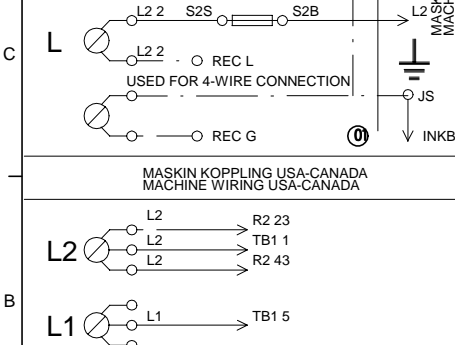 L2 2 S2S S2B L2
C L
L2 2 REC L
USED FOR 4-WIRE CONNECTION
JS
REC G 01 INKB
MASKIN KOPPLING USA-CANADA
MACHINE WIRING USA-CANADA
L2 R2 23
L2 L2 TB1 1
L2 R2 43
B
L1 L1 TB1 5